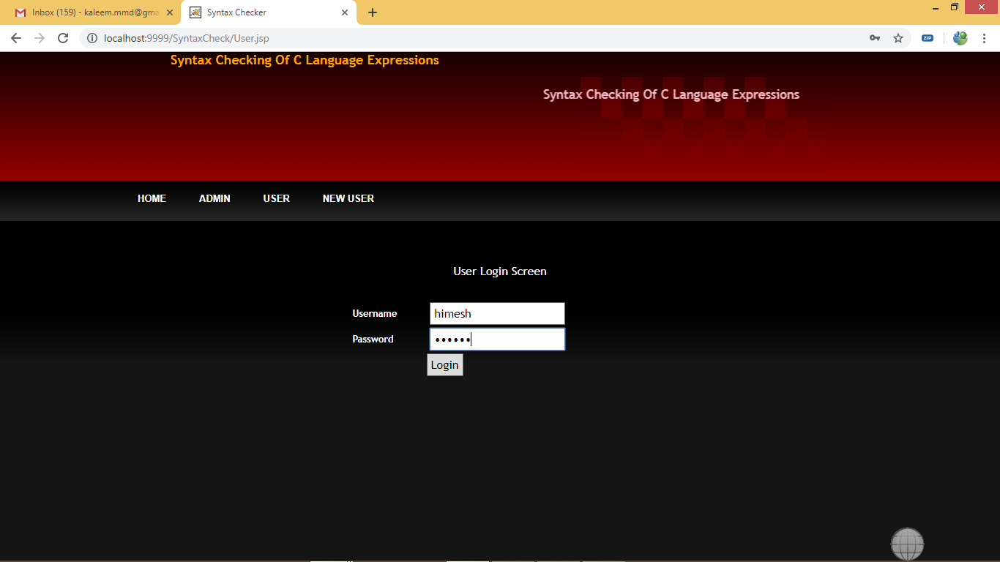 Inbox (159) - kaleem.mmd@gma
Syntax Checker
localhost:9999/SyntaxCheck/User.jsp
ZIP
Syntax Checking Of C Language Expressions
Syntax Checking Of C Language Expressions
HOME ADMIN USER NEW USER
User Login Screen
Username himesh
Password ••••••
Login